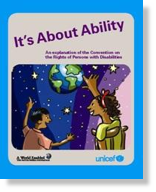 It's About Ability
An explanation of the Convention on
the Rights of Persons with Disabilities
unicef